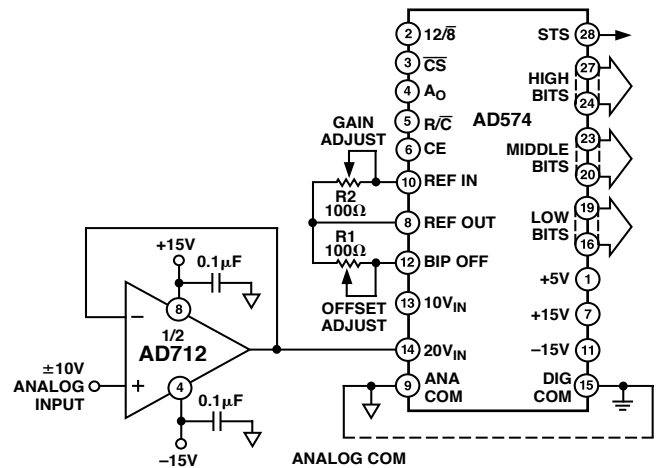 2 12/8̅
3 C̅S̅
4 AO
5 R/C̅
6 CE
10 REF IN
8 REF OUT
12 BIP OFF
13 10VIN
14 20VIN
9 ANA COM
AD574
STS 28
27
HIGH BITS
24
23
MIDDLE BITS
20
19
LOW BITS
16
+5V 1
+15V 7
–15V 11
DIG COM 15
GAIN ADJUST
R2
100Ω
R1
100Ω
OFFSET ADJUST
+15V
0.1μF
8
–
1/2
AD712
±10V
ANALOG
INPUT
+
4
0.1μF
–15V
ANALOG COM